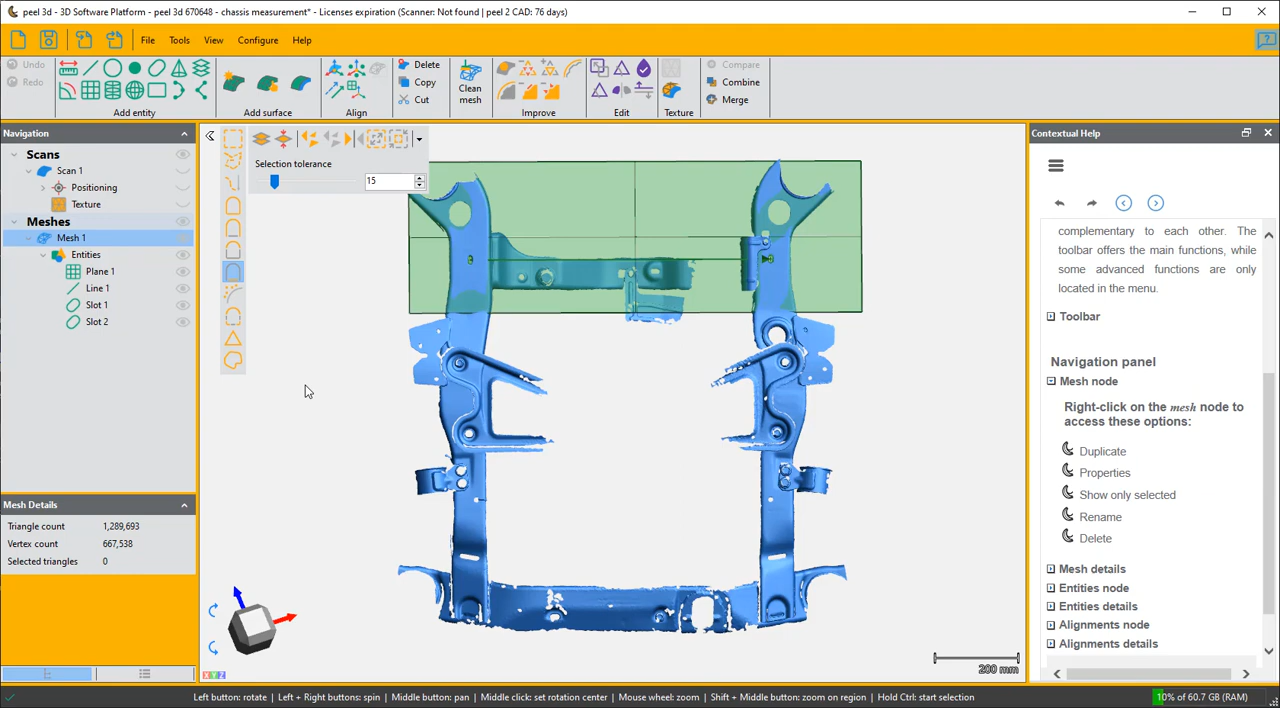 peel 3d - 3D Software Platform - peel 3d 670648 - chassis measurement* - Licenses expiration (Scanner: Not found | peel 2 CAD: 76 days)
File Tools View Configure Help
Undo
Redo
Add entity
Add surface
Align
Delete
Copy
Cut
Clean mesh
Improve
Edit
Texture
Compare
Combine
Merge
Navigation
Scans
Scan 1
Positioning
Texture
Meshes
Mesh 1
Entities
Plane 1
Line 1
Slot 1
Slot 2
Mesh Details
Triangle count 1,289,693
Vertex count 667,538
Selected triangles 0
Selection tolerance
15
200 mm
X Y Z
Contextual Help
complementary to each other. The
toolbar offers the main functions, while
some advanced functions are only
located in the menu.
Toolbar
Navigation panel
Mesh node
Right-click on the mesh node to
access these options:
Duplicate
Properties
Show only selected
Rename
Delete
Mesh details
Entities node
Entities details
Alignments node
Alignments details
Left button: rotate | Left + Right buttons: spin | Middle button: pan | Middle click: set rotation center | Mouse wheel: zoom | Shift + Middle button: zoom on region | Hold Ctrl: start selection
10% of 60.7 GB (RAM)